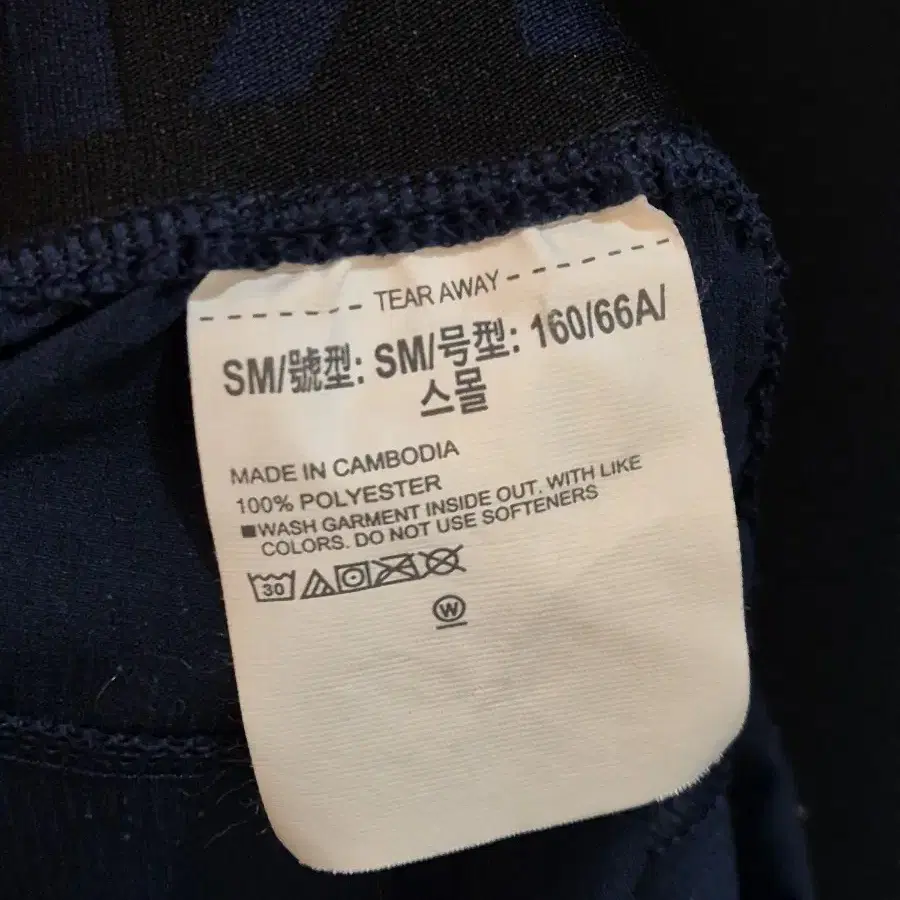 TEAR AWAY
SM/號型: SM/号型: 160/66A/
스몰
MADE IN CAMBODIA
100% POLYESTER
■WASH GARMENT INSIDE OUT. WITH LIKE
COLORS. DO NOT USE SOFTENERS
30
W